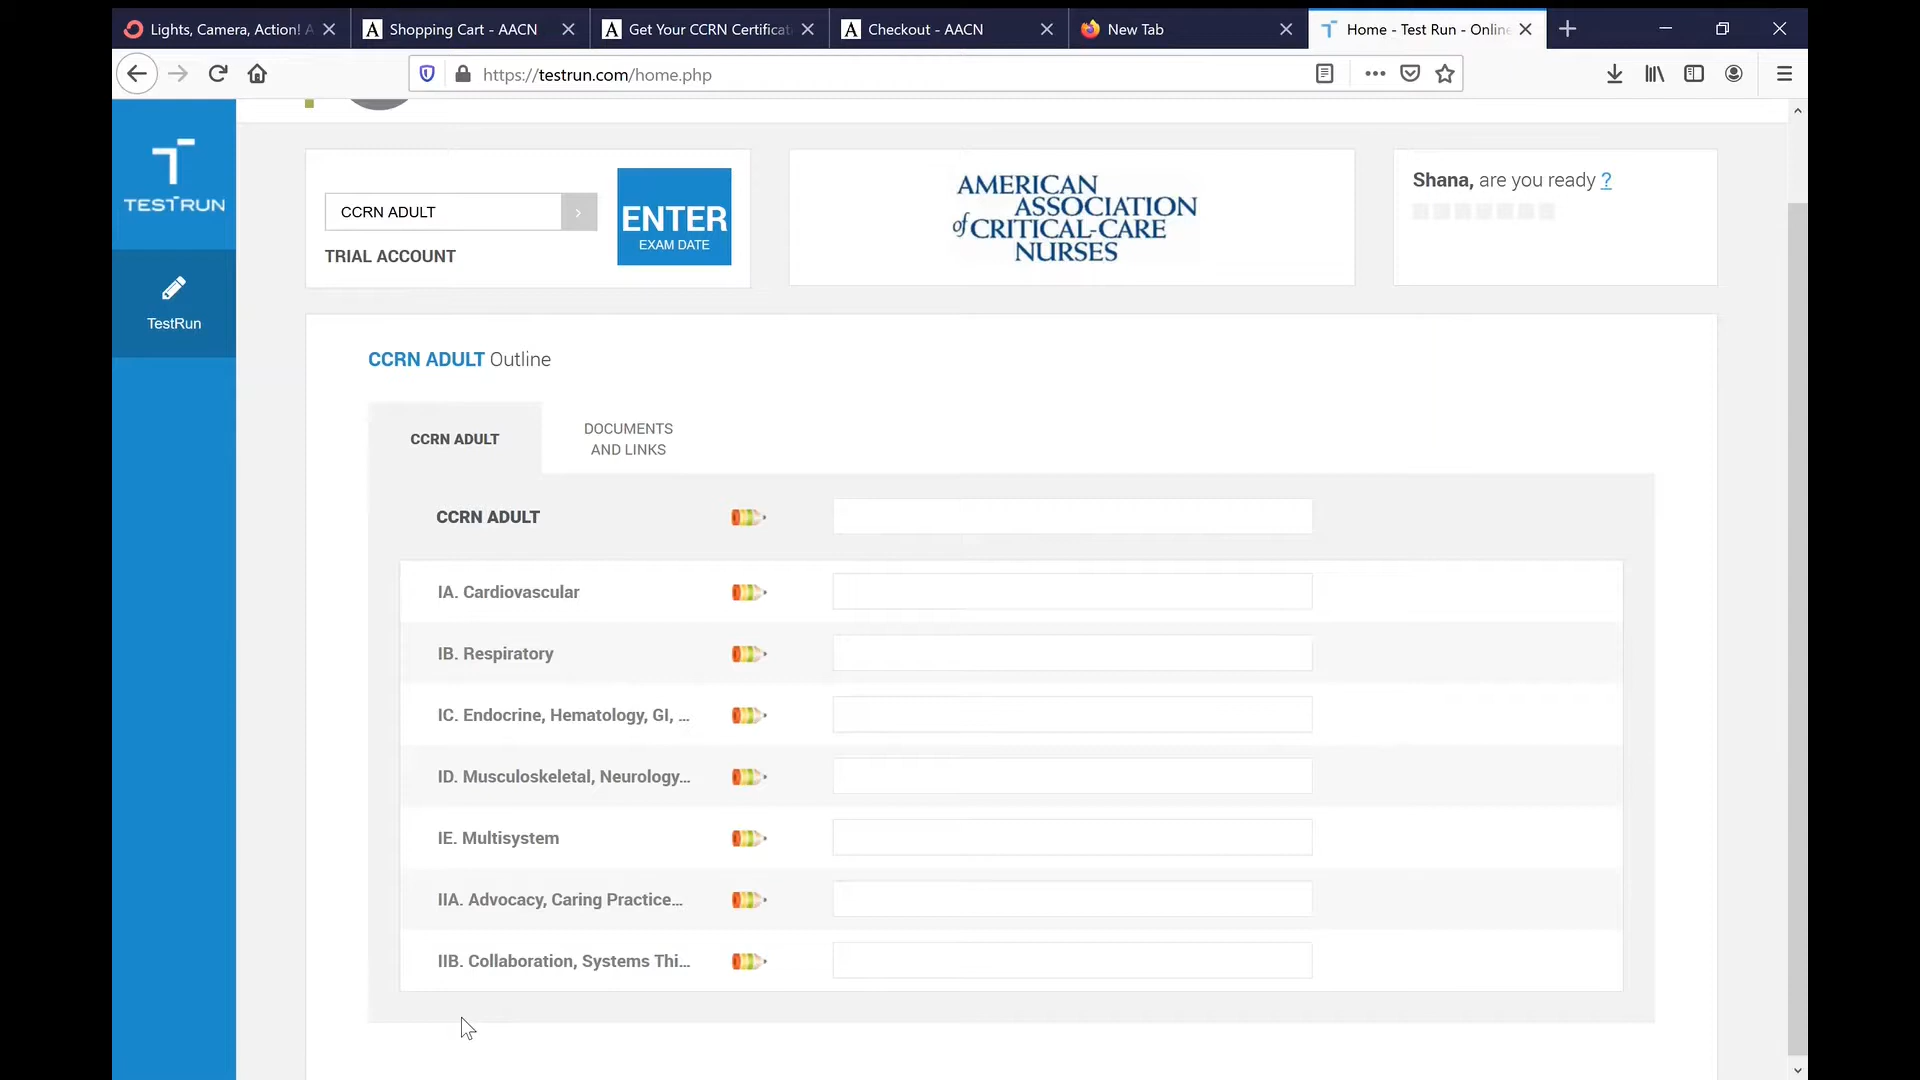 Lights, Camera, Action! A
Shopping Cart - AACN
Get Your CCRN Certificat
Checkout - AACN
New Tab
Home - Test Run - Online
https://testrun.com/home.php
TESTRUN
TestRun
CCRN ADULT
TRIAL ACCOUNT
ENTER
EXAM DATE
AMERICAN
ASSOCIATION
of CRITICAL-CARE
NURSES
Shana, are you ready ?
CCRN ADULT Outline
CCRN ADULT
DOCUMENTS
AND LINKS
CCRN ADULT
IA. Cardiovascular
IB. Respiratory
IC. Endocrine, Hematology, GI, ...
ID. Musculoskeletal, Neurology...
IE. Multisystem
IIA. Advocacy, Caring Practice...
IIB. Collaboration, Systems Thi...